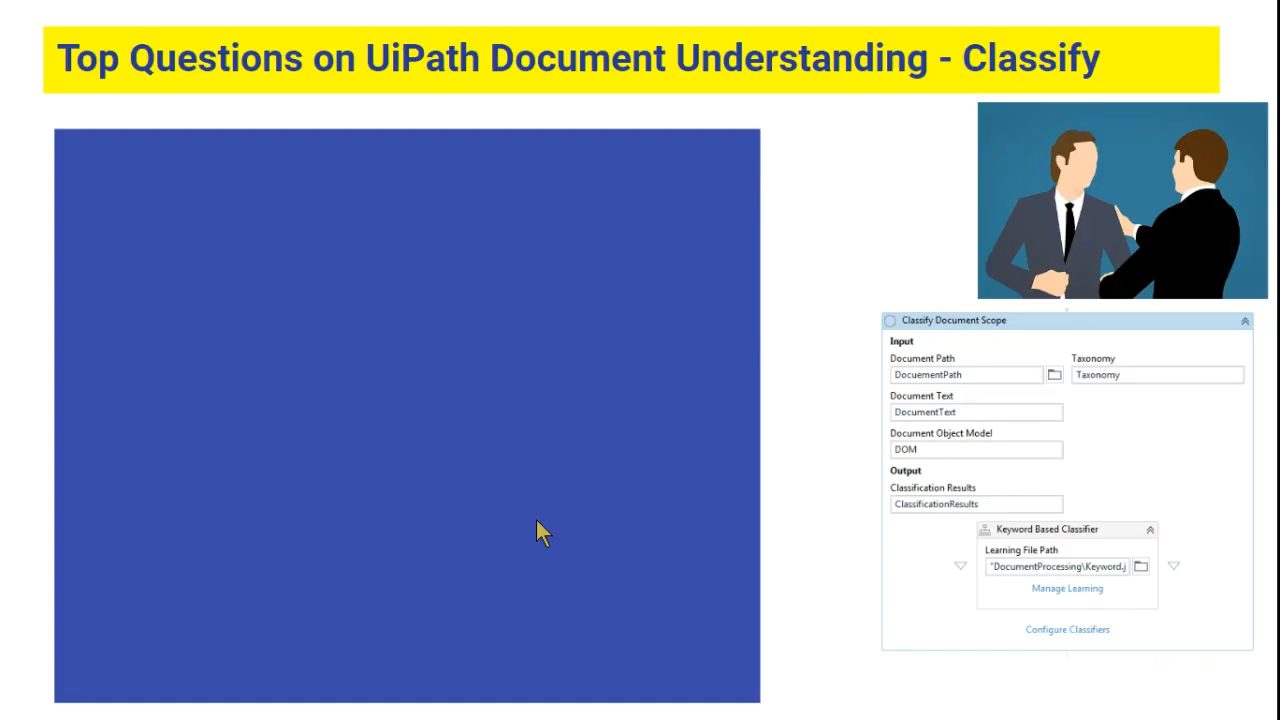 Top Questions on UiPath Document Understanding - Classify
Classify Document Scope
Input
Document Path
Taxonomy
DocuementPath
Taxonomy
Document Text
DocumentText
Document Object Model
DOM
Output
Classification Results
ClassificationResults
Keyword Based Classifier
Learning File Path
"DocumentProcessing\Keyword.j
Manage Learning
Configure Classifiers